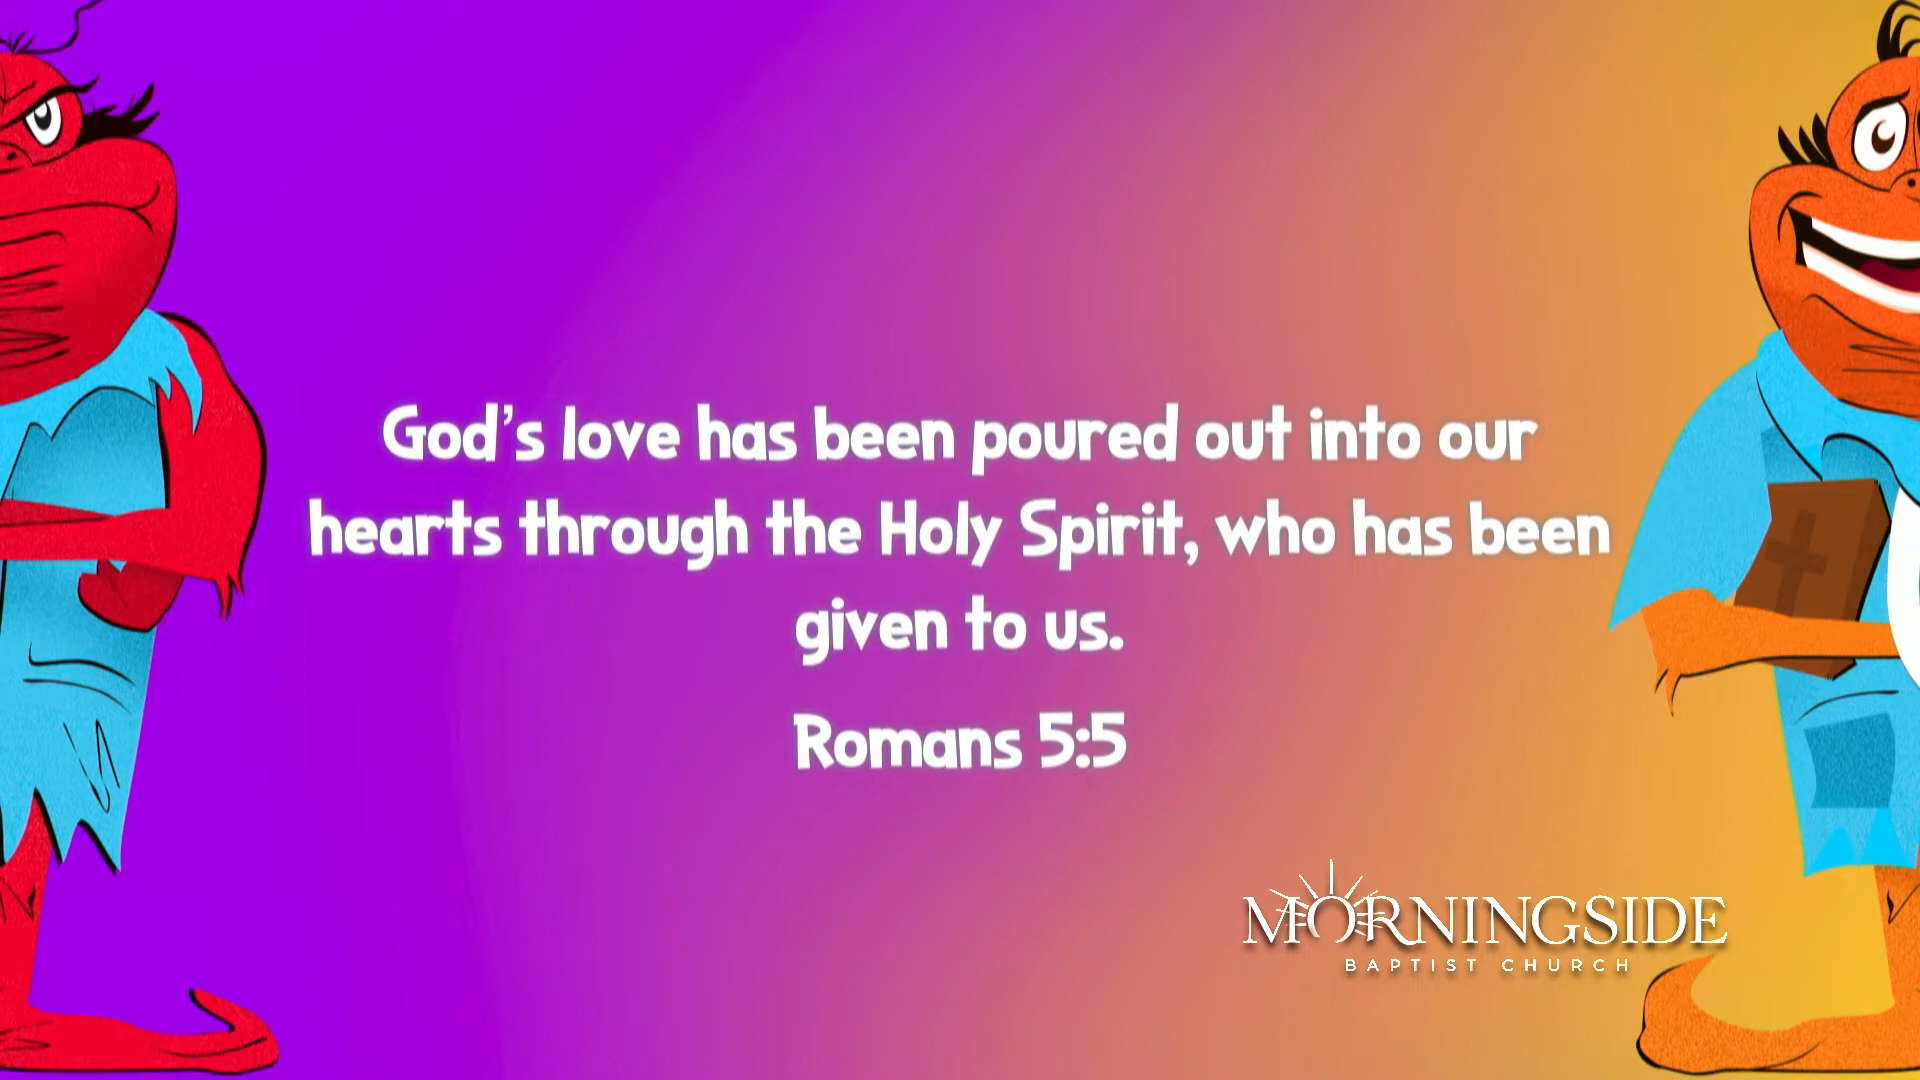 God's love has been poured out into our
hearts through the Holy Spirit, who has been
given to us.
Romans 5:5
MORNINGSIDE
BAPTIST CHURCH